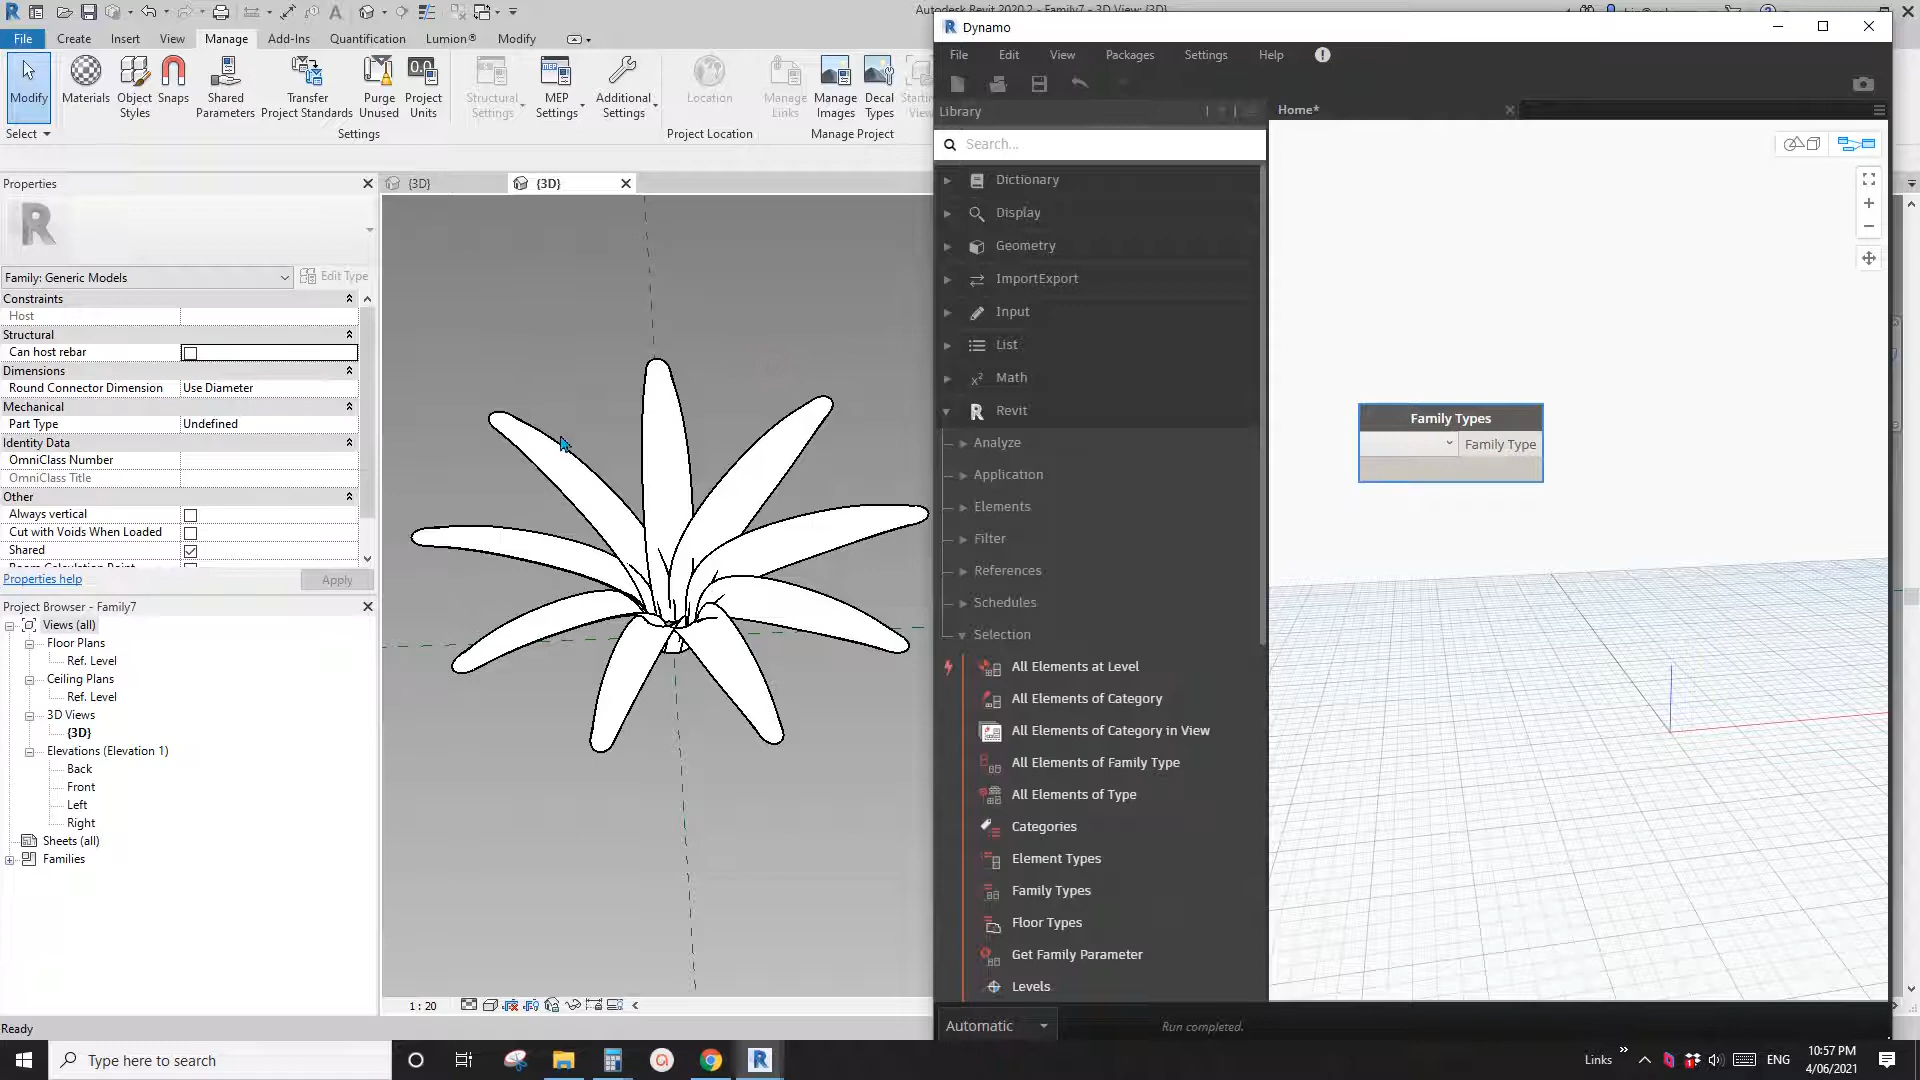 Autodesk Revit 2020.2 - Family7 - 3D View: {3D}
File Create Insert View Manage Add-Ins Quantification Lumion® Modify
Modify Materials Object Styles Snaps Shared Parameters Transfer Project Standards Purge Unused Project Units Structural Settings MEP Settings Additional Settings Location Manage Links Manage Images Decal Types
Select Settings Project Location Manage Project
Properties
{3D} {3D}
Family: Generic Models Edit Type
Constraints
Host
Structural
Can host rebar
Dimensions
Round Connector Dimension Use Diameter
Mechanical
Part Type Undefined
Identity Data
OmniClass Number
OmniClass Title
Other
Always vertical
Cut with Voids When Loaded
Shared
Properties help Apply
Project Browser - Family7
Views (all)
Floor Plans
Ref. Level
Ceiling Plans
Ref. Level
3D Views
{3D}
Elevations (Elevation 1)
Back
Front
Left
Right
Sheets (all)
Families
1 : 20
Ready
Dynamo
File Edit View Packages Settings Help
Library
Home*
Search...
Dictionary
Display
Geometry
ImportExport
Input
List
Math
Revit
Analyze
Application
Elements
Filter
References
Schedules
Selection
All Elements at Level
All Elements of Category
All Elements of Category in View
All Elements of Family Type
All Elements of Type
Categories
Element Types
Family Types
Floor Types
Get Family Parameter
Levels
Family Types
Family Type
Automatic
Run completed.
Type here to search
Links
ENG
10:57 PM
4/06/2021